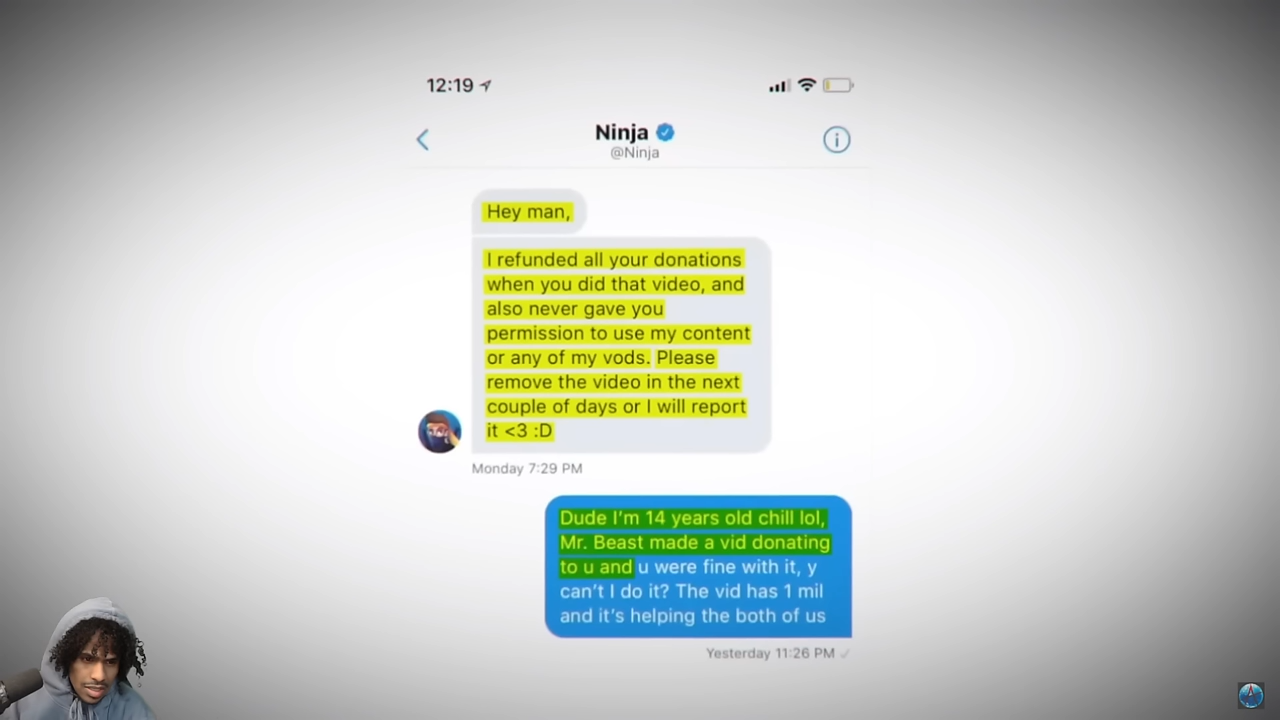 12:19
Ninja
@Ninja
Hey man,
I refunded all your donations
when you did that video, and
also never gave you
permission to use my content
or any of my vods. Please
remove the video in the next
couple of days or I will report
it <3 :D
Monday 7:29 PM
Dude I'm 14 years old chill lol,
Mr. Beast made a vid donating
to u and u were fine with it, y
can't I do it? The vid has 1 mil
and it's helping the both of us
Yesterday 11:26 PM